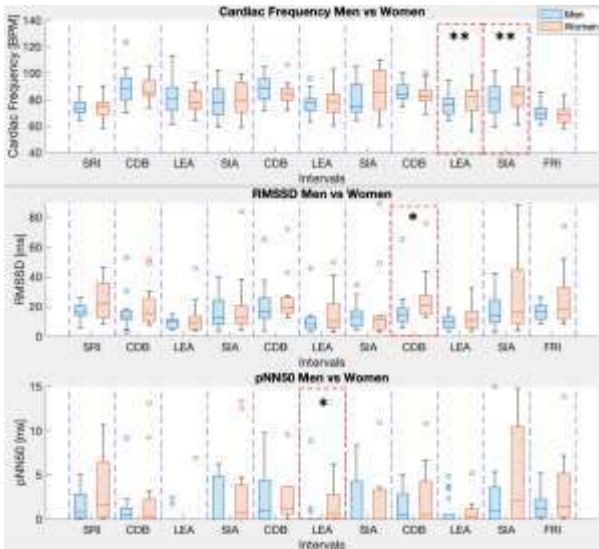 Cardiac Frequency Men vs Women
Men
Women
Cardiac Frequency [BPM]
140
120
100
80
60
40
** **
SRI CDB LEA SIA CDB LEA SIA CDB LEA SIA FRI
Intervals
RMSSD Men vs Women
RMSSD [ms]
80
60
40
20
0
*
SPII CDB LEA SIA CDB LEA SIA CDB LEA SIA FRI
Intervals
pNN50 Men vs Women
pNN50 [ms]
15
10
5
0
*
SPII CDB LEA SIA CDB LEA SIA CDB LEA SIA FRI
Intervals